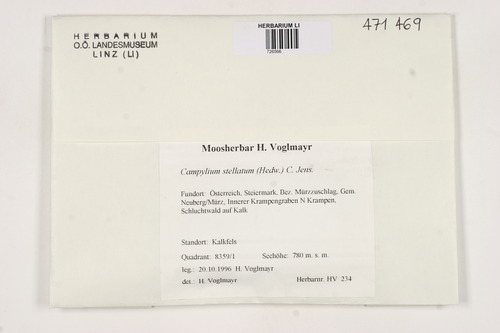 HERBARIUM
O.Ö. LANDESMUSEUM
LINZ (LI)
HERBARIUM LI
471 469
Moosherbar H. Voglmayr
Campylium stellatum (Hedw.) C. Jens.
Fundort: Österreich, Steiermark, Bez. Mürzzuschlag, Gem.
Neuberg/Mürz, Innerer Krampengraben N Krampen,
Schluchtwald auf Kalk.
Standort: Kalkfels
Quadrant: 8359/1 Seehöhe: 780 m. s. m.
leg.: 20.10.1996 H. Voglmayr
det.: H. Voglmayr Herbarnr. HV 234